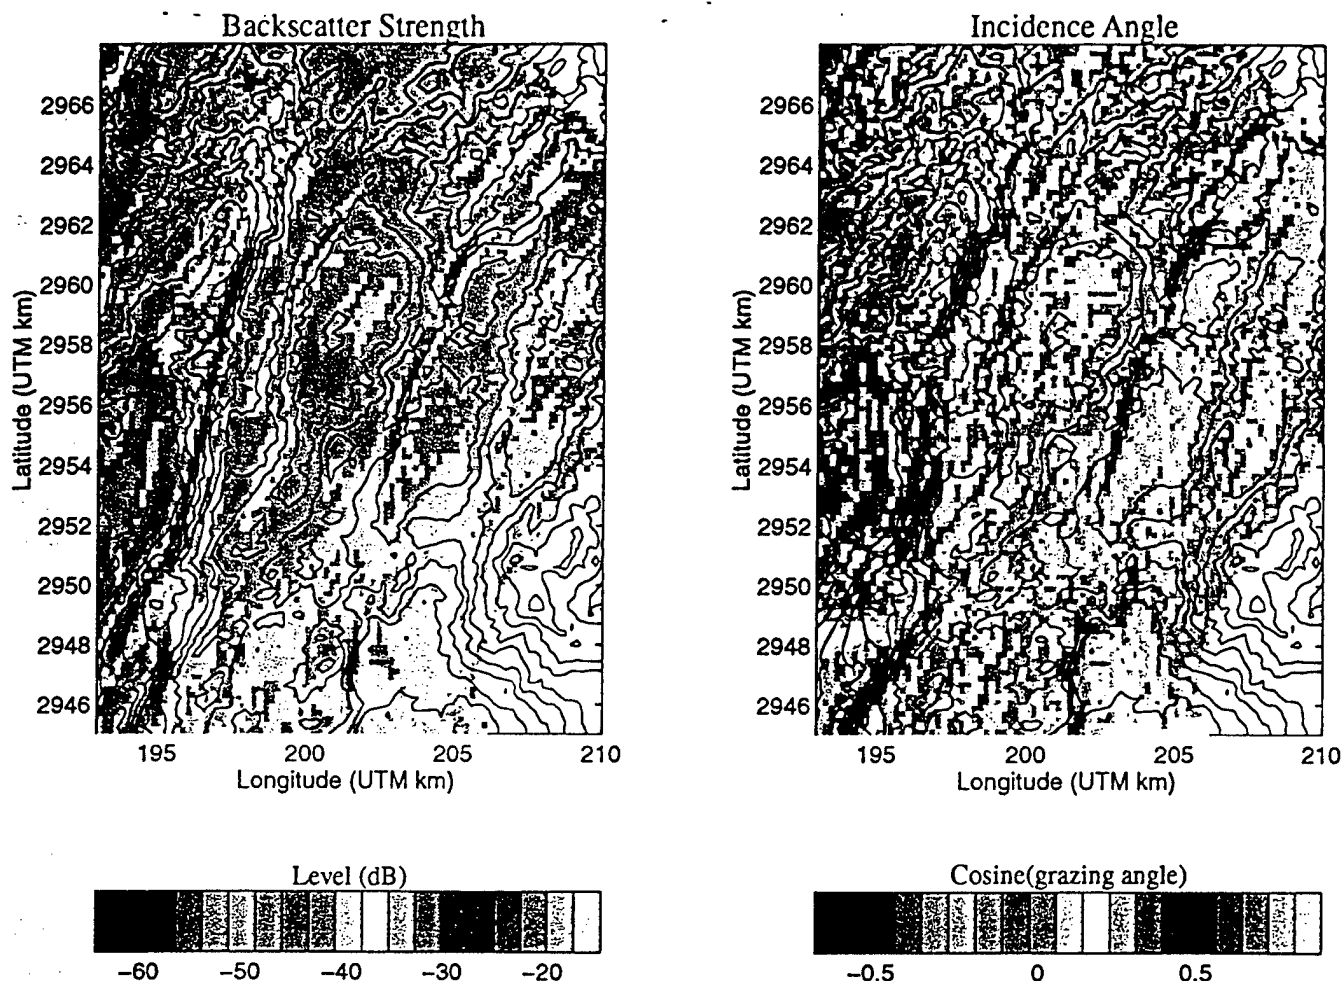 Backscatter Strength
2966
2964
2962
2960
2958
2956
2954
2952
2950
2948
2946
Latitude (UTM km)
195 200 205 210
Longitude (UTM km)
Level (dB)
−60 −50 −40 −30 −20
Incidence Angle
2966
2964
2962
2960
2958
2956
2954
2952
2950
2948
2946
Latitude (UTM km)
195 200 205 210
Longitude (UTM km)
Cosine(grazing angle)
−0.5 0 0.5